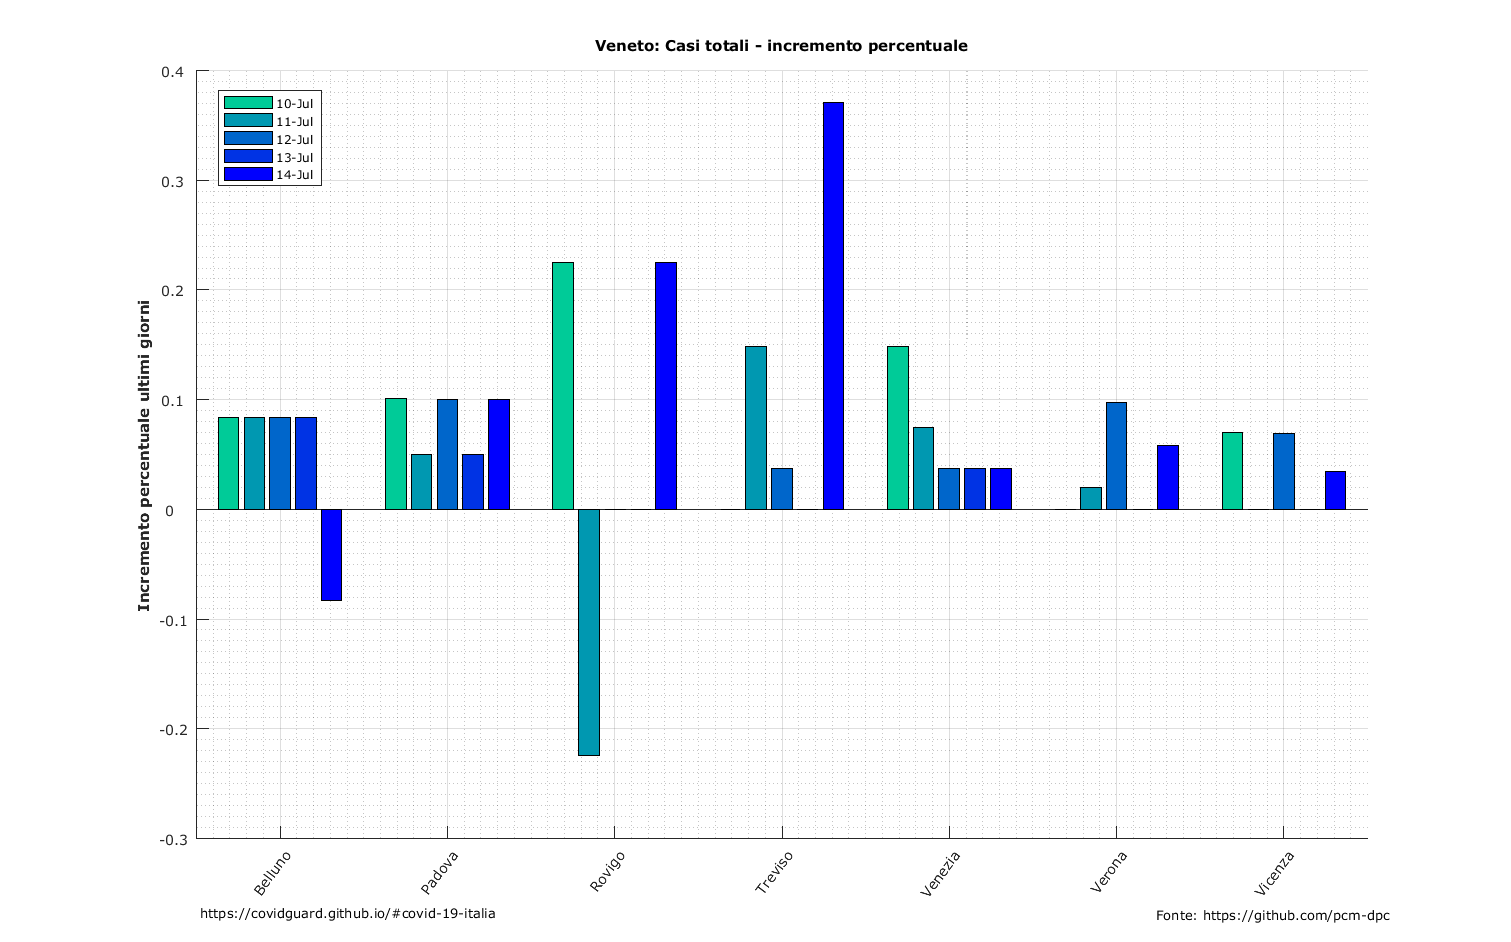 Veneto: Casi totali - incremento percentuale
0.4
0.3
0.2
0.1
0
-0.1
-0.2
-0.3
Incremento percentuale ultimi giorni
10-Jul
11-Jul
12-Jul
13-Jul
14-Jul
Belluno
Padova
Rovigo
Treviso
Venezia
Verona
Vicenza
https://covidguard.github.io/#covid-19-italia
Fonte: https://github.com/pcm-dpc